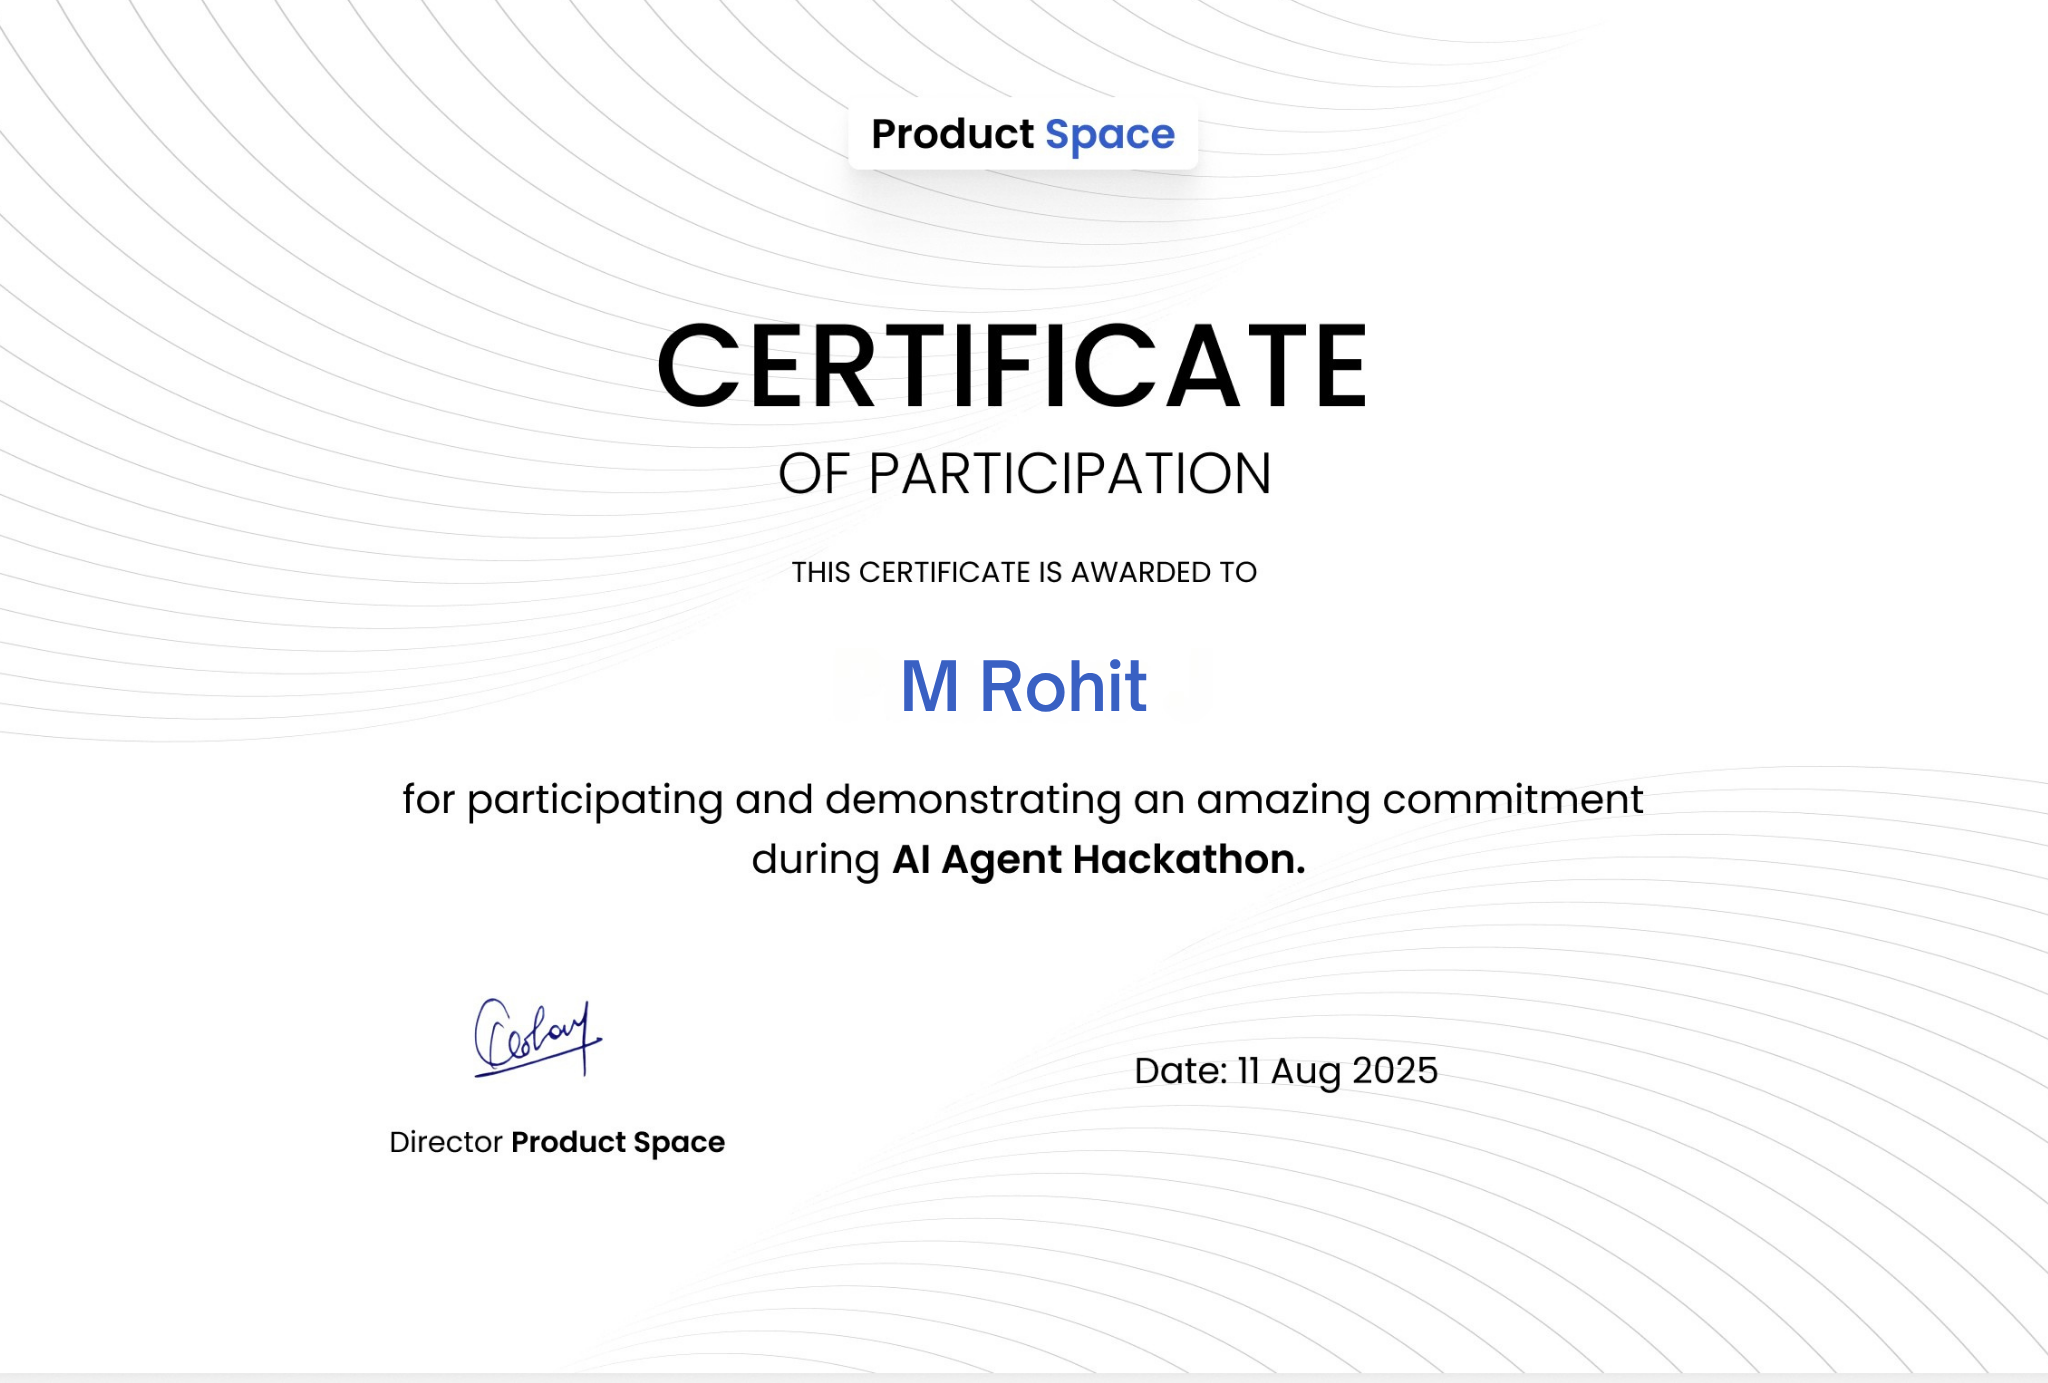 Product Space
CERTIFICATE
OF PARTICIPATION
THIS CERTIFICATE IS AWARDED TO
M Rohit
for participating and demonstrating an amazing commitment
during AI Agent Hackathon.
Date: 11 Aug 2025
Director Product Space